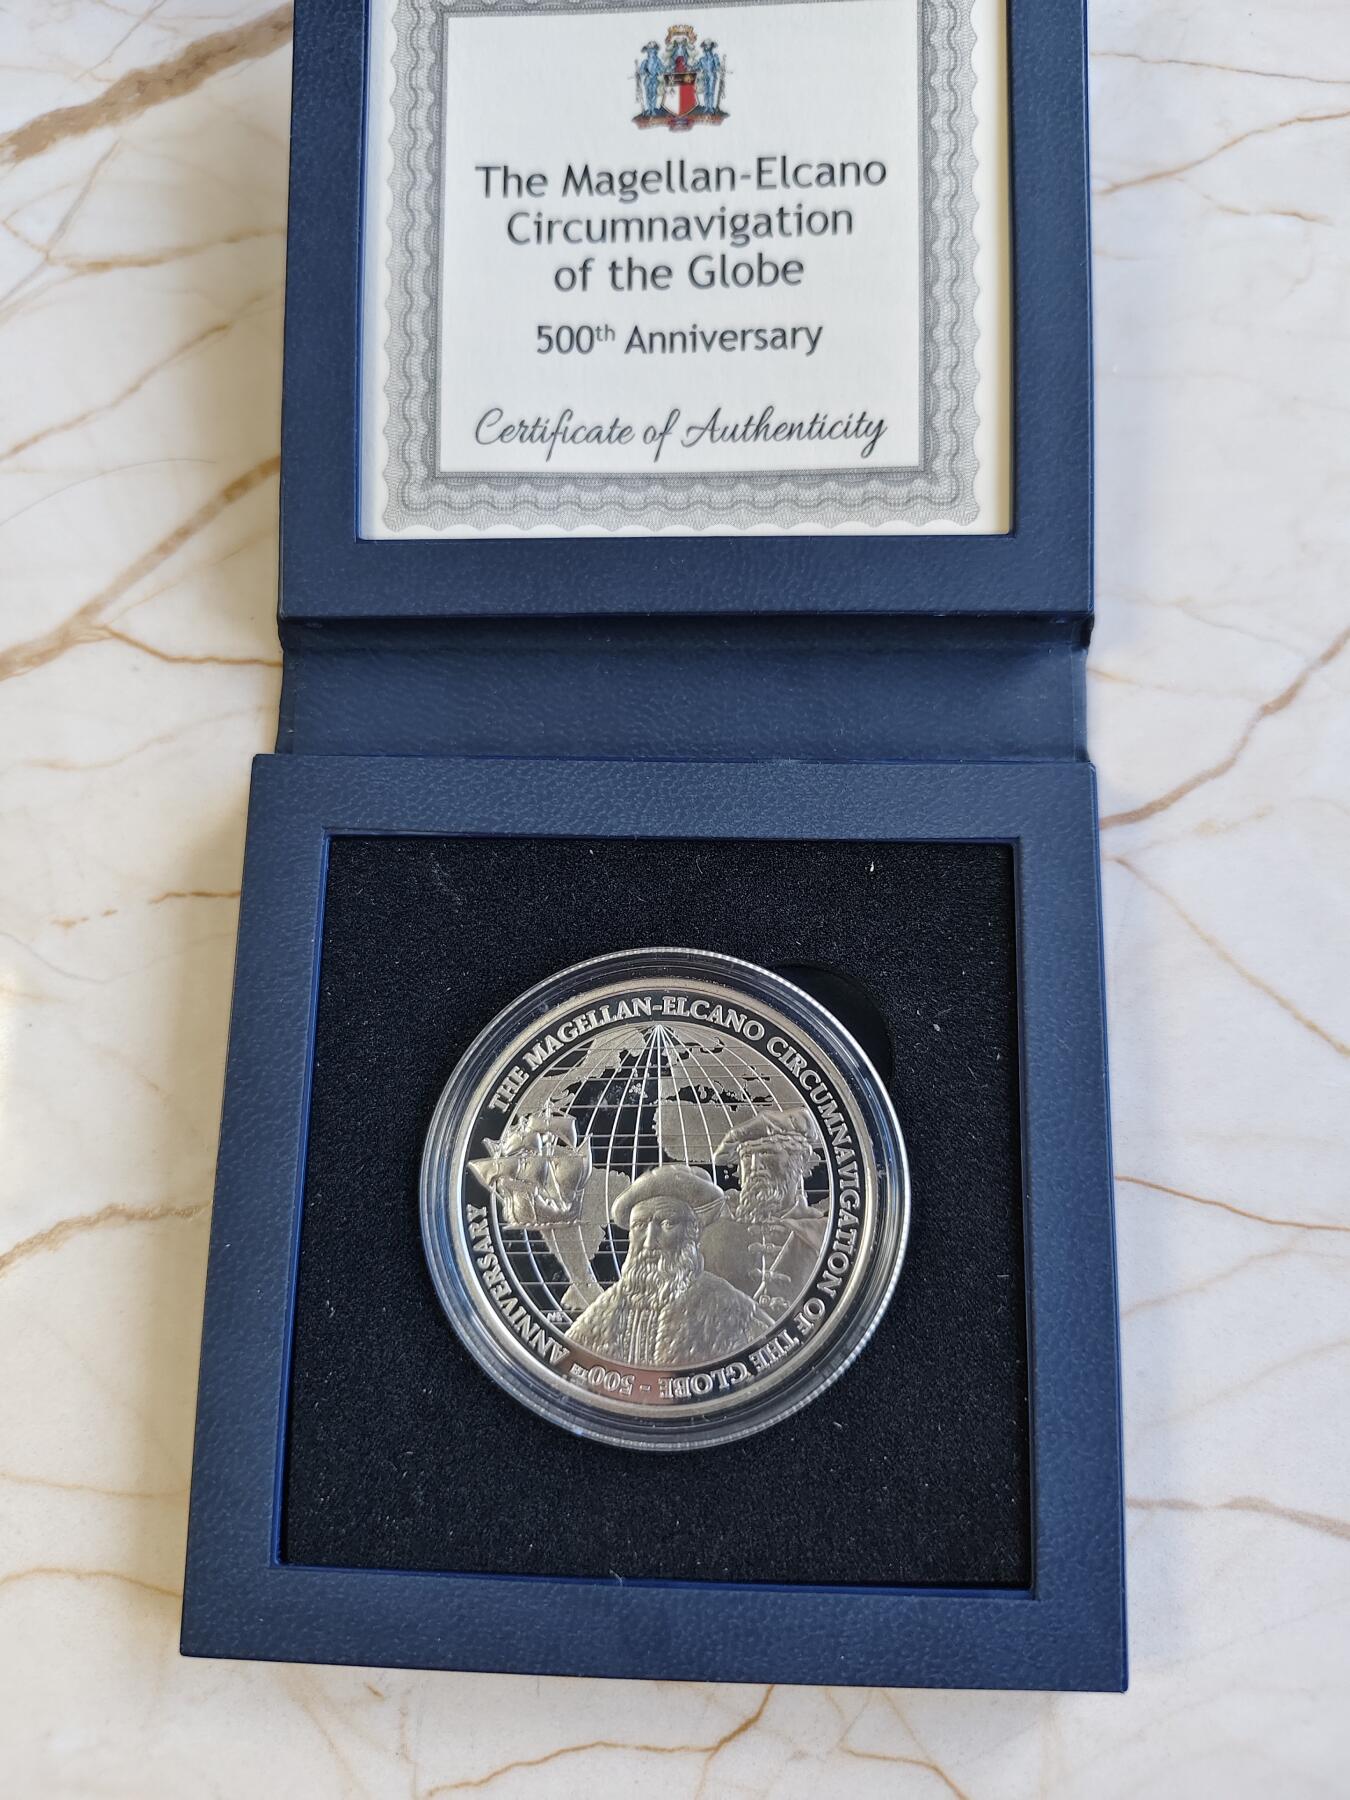 The Magellan-Elcano
Circumnavigation
of the Globe
500th Anniversary
Certificate of Authenticity
THE MAGELLAN-ELCANO CIRCUMNAVIGATION OF THE GLOBE - 500TH ANNIVERSARY